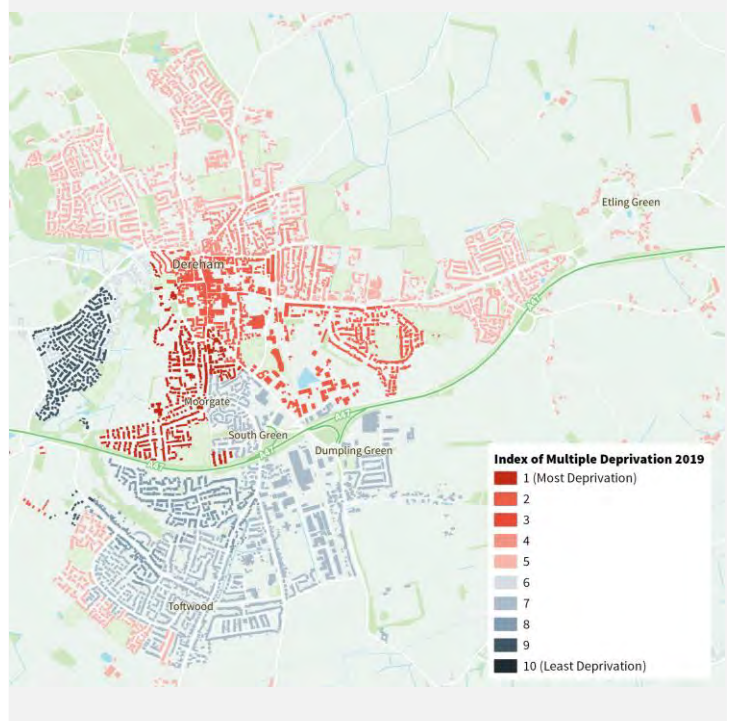 Etling Green
Dereham
A47
Moorgate
A47
South Green
A47
A47
Dumpling Green
Toftwood
Index of Multiple Deprivation 2019
1 (Most Deprivation)
2
3
4
5
6
7
8
9
10 (Least Deprivation)